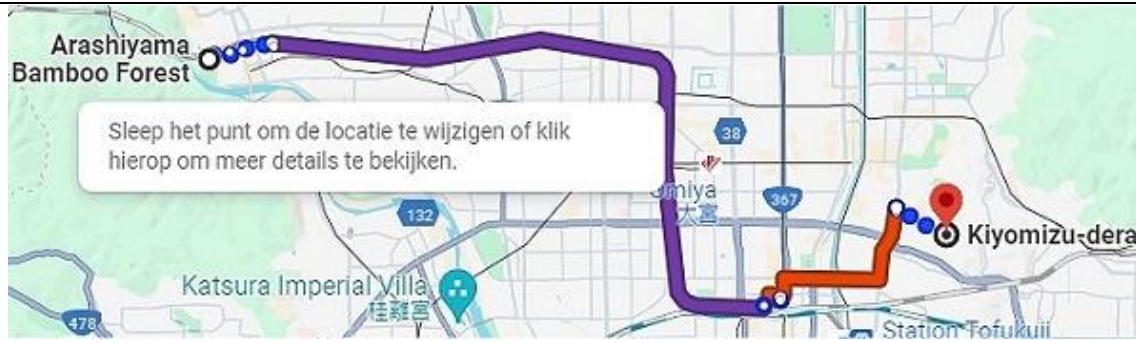 Arashiyama
Bamboo Forest
Sleep het punt om de locatie te wijzigen of klik
hierop om meer details te bekijken.
38
Omiya
大宮
367
132
Kiyomizu-dera
Katsura Imperial Villa
桂離宮
478
Station Tofukuji